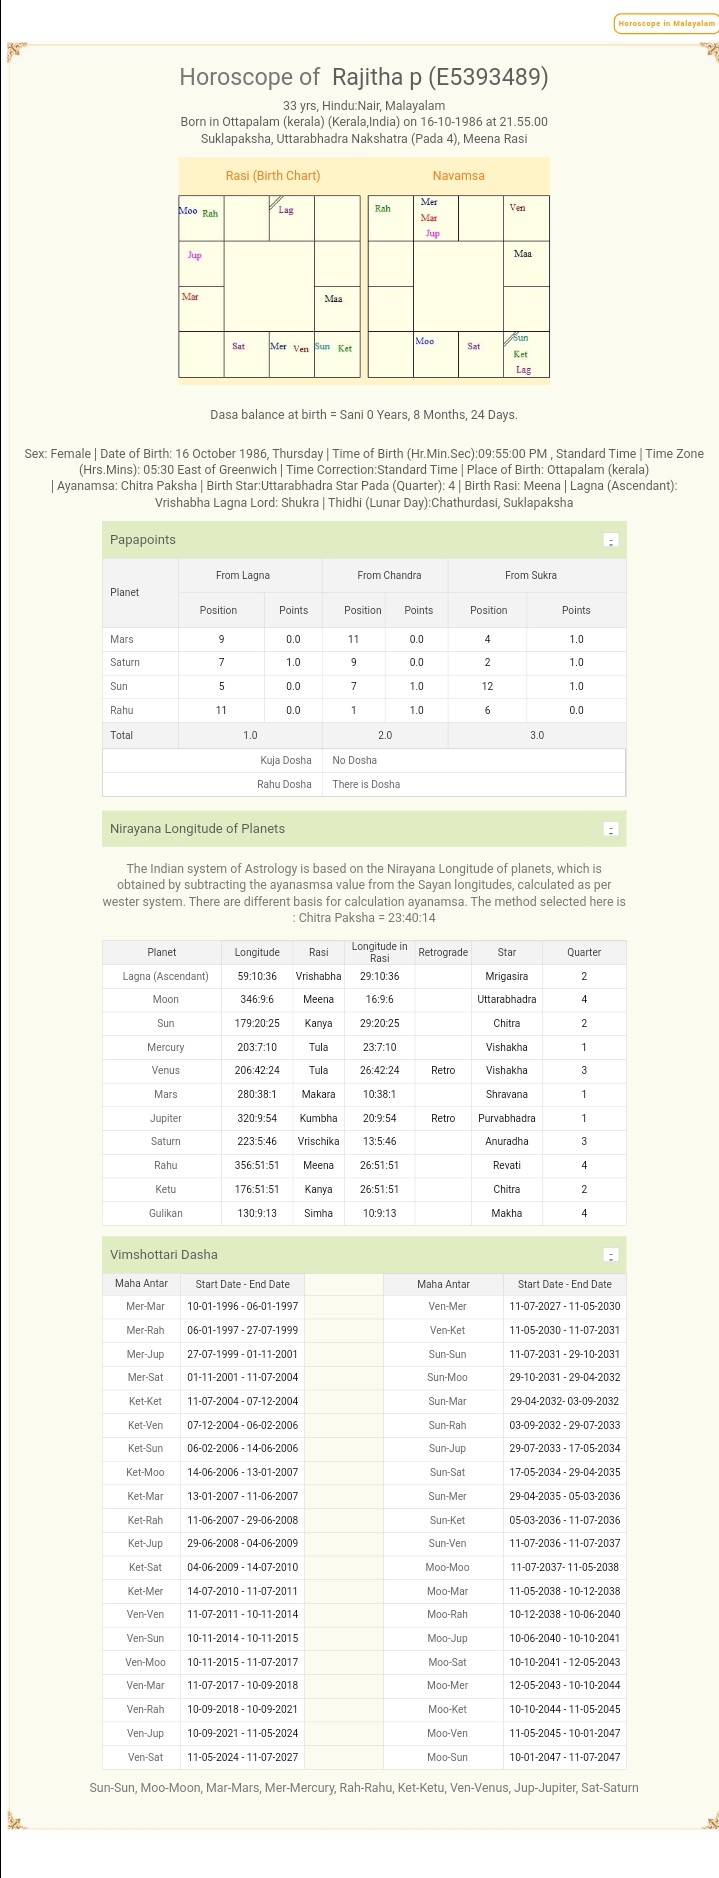 Horoscope in Malayalam
Horoscope of Rajitha p (E5393489)
33 yrs, Hindu:Nair, Malayalam
Born in Ottapalam (kerala) (Kerala,India) on 16-10-1986 at 21.55.00
Suklapaksha, Uttarabhadra Nakshatra (Pada 4), Meena Rasi
Rasi (Birth Chart) Navamsa
Moo Rah Lag
Jup
Mar Maa
Sat Mer Ven Sun Ket
Rah Mer Ven
Mar
Jup
Maa
Moo Sat Sun
Ket
Lag
Dasa balance at birth = Sani 0 Years, 8 Months, 24 Days.
Sex: Female | Date of Birth: 16 October 1986, Thursday | Time of Birth (Hr.Min.Sec):09:55:00 PM , Standard Time | Time Zone
(Hrs.Mins): 05:30 East of Greenwich | Time Correction:Standard Time | Place of Birth: Ottapalam (kerala)
| Ayanamsa: Chitra Paksha | Birth Star:Uttarabhadra Star Pada (Quarter): 4 | Birth Rasi: Meena | Lagna (Ascendant):
Vrishabha Lagna Lord: Shukra | Thidhi (Lunar Day):Chathurdasi, Suklapaksha
Papapoints -
Planet From Lagna From Chandra From Sukra
Position Points Position Points Position Points
Mars 9 0.0 11 0.0 4 1.0
Saturn 7 1.0 9 0.0 2 1.0
Sun 5 0.0 7 1.0 12 1.0
Rahu 11 0.0 1 1.0 6 0.0
Total 1.0 2.0 3.0
Kuja Dosha No Dosha
Rahu Dosha There is Dosha
Nirayana Longitude of Planets -
The Indian system of Astrology is based on the Nirayana Longitude of planets, which is
obtained by subtracting the ayanasmsa value from the Sayan longitudes, calculated as per
wester system. There are different basis for calculation ayanamsa. The method selected here is
: Chitra Paksha = 23:40:14
Planet Longitude Rasi Longitude in Rasi Retrograde Star Quarter
Lagna (Ascendant) 59:10:36 Vrishabha 29:10:36 Mrigasira 2
Moon 346:9:6 Meena 16:9:6 Uttarabhadra 4
Sun 179:20:25 Kanya 29:20:25 Chitra 2
Mercury 203:7:10 Tula 23:7:10 Vishakha 1
Venus 206:42:24 Tula 26:42:24 Retro Vishakha 3
Mars 280:38:1 Makara 10:38:1 Shravana 1
Jupiter 320:9:54 Kumbha 20:9:54 Retro Purvabhadra 1
Saturn 223:5:46 Vrischika 13:5:46 Anuradha 3
Rahu 356:51:51 Meena 26:51:51 Revati 4
Ketu 176:51:51 Kanya 26:51:51 Chitra 2
Gulikan 130:9:13 Simha 10:9:13 Makha 4
Vimshottari Dasha -
Maha Antar Start Date - End Date Maha Antar Start Date - End Date
Mer-Mar 10-01-1996 - 06-01-1997 Ven-Mer 11-07-2027 - 11-05-2030
Mer-Rah 06-01-1997 - 27-07-1999 Ven-Ket 11-05-2030 - 11-07-2031
Mer-Jup 27-07-1999 - 01-11-2001 Sun-Sun 11-07-2031 - 29-10-2031
Mer-Sat 01-11-2001 - 11-07-2004 Sun-Moo 29-10-2031 - 29-04-2032
Ket-Ket 11-07-2004 - 07-12-2004 Sun-Mar 29-04-2032- 03-09-2032
Ket-Ven 07-12-2004 - 06-02-2006 Sun-Rah 03-09-2032 - 29-07-2033
Ket-Sun 06-02-2006 - 14-06-2006 Sun-Jup 29-07-2033 - 17-05-2034
Ket-Moo 14-06-2006 - 13-01-2007 Sun-Sat 17-05-2034 - 29-04-2035
Ket-Mar 13-01-2007 - 11-06-2007 Sun-Mer 29-04-2035 - 05-03-2036
Ket-Rah 11-06-2007 - 29-06-2008 Sun-Ket 05-03-2036 - 11-07-2036
Ket-Jup 29-06-2008 - 04-06-2009 Sun-Ven 11-07-2036 - 11-07-2037
Ket-Sat 04-06-2009 - 14-07-2010 Moo-Moo 11-07-2037- 11-05-2038
Ket-Mer 14-07-2010 - 11-07-2011 Moo-Mar 11-05-2038 - 10-12-2038
Ven-Ven 11-07-2011 - 10-11-2014 Moo-Rah 10-12-2038 - 10-06-2040
Ven-Sun 10-11-2014 - 10-11-2015 Moo-Jup 10-06-2040 - 10-10-2041
Ven-Moo 10-11-2015 - 11-07-2017 Moo-Sat 10-10-2041 - 12-05-2043
Ven-Mar 11-07-2017 - 10-09-2018 Moo-Mer 12-05-2043 - 10-10-2044
Ven-Rah 10-09-2018 - 10-09-2021 Moo-Ket 10-10-2044 - 11-05-2045
Ven-Jup 10-09-2021 - 11-05-2024 Moo-Ven 11-05-2045 - 10-01-2047
Ven-Sat 11-05-2024 - 11-07-2027 Moo-Sun 10-01-2047 - 11-07-2047
Sun-Sun, Moo-Moon, Mar-Mars, Mer-Mercury, Rah-Rahu, Ket-Ketu, Ven-Venus, Jup-Jupiter, Sat-Saturn